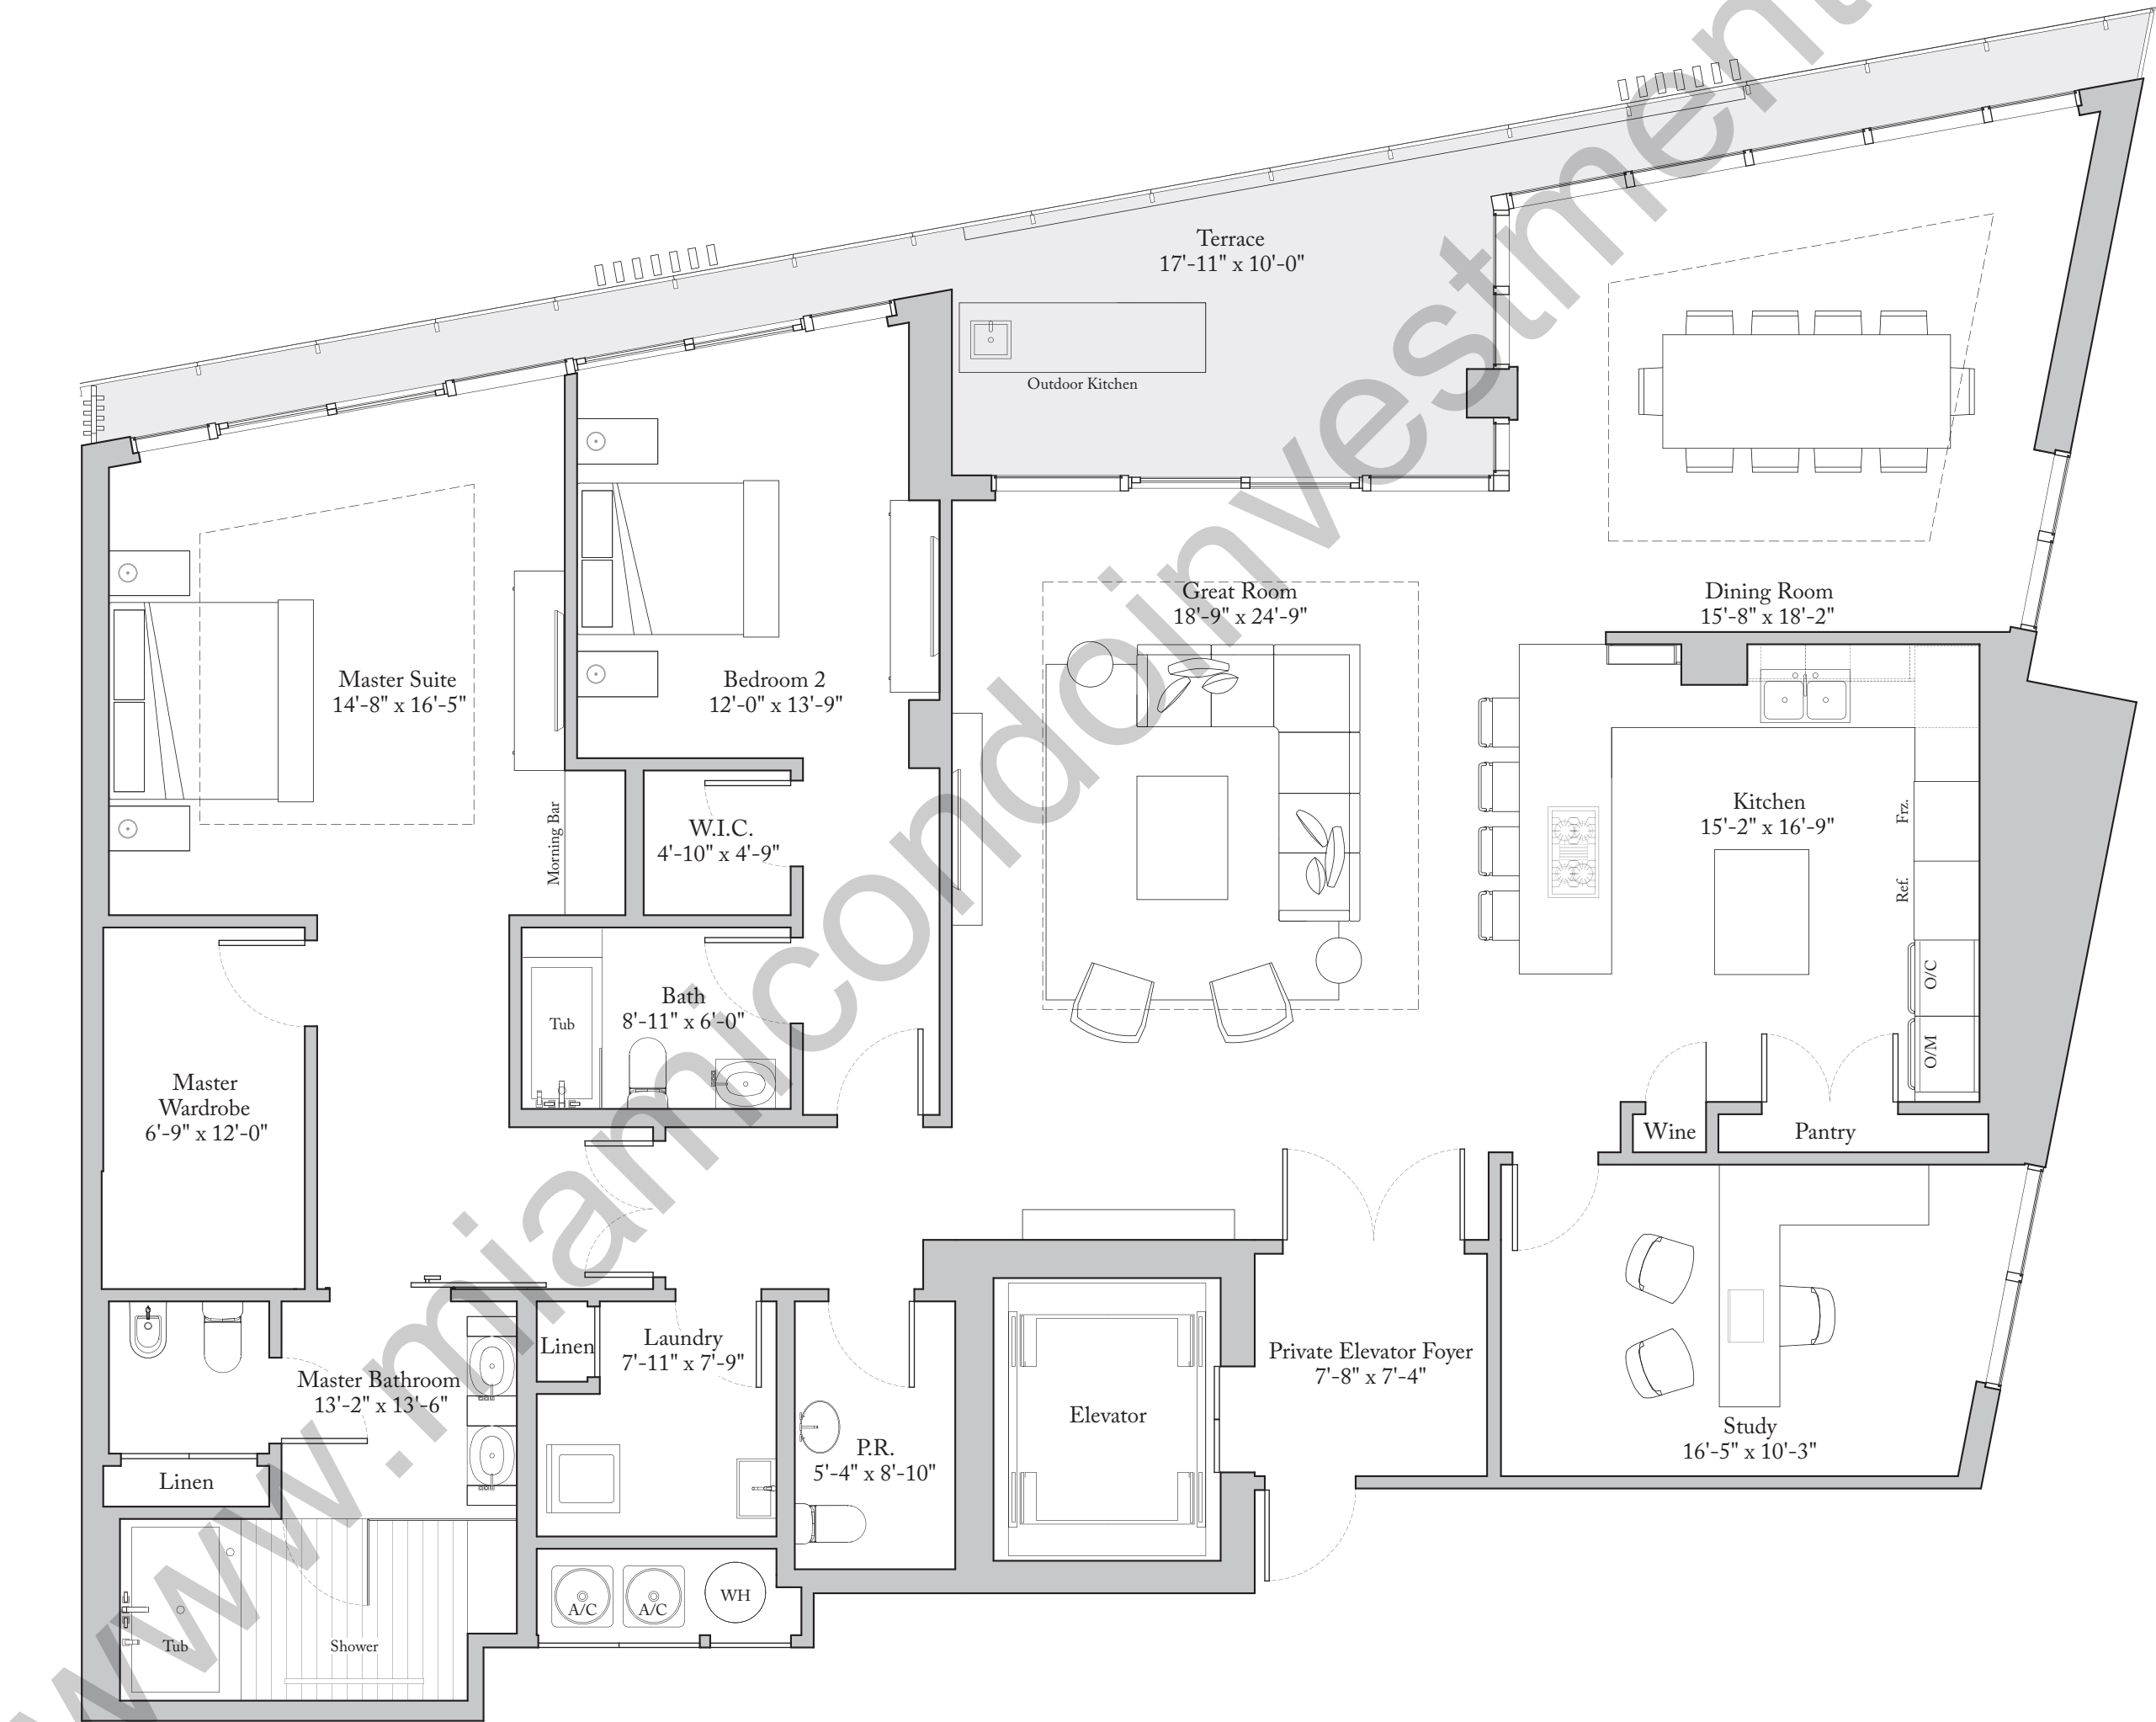 Terrace
17'-11" x 10'-0"
Outdoor Kitchen
Great Room
18'-9" x 24'-9"
Dining Room
15'-8" x 18'-2"
Master Suite
14'-8" x 16'-5"
Bedroom 2
12'-0" x 13'-9"
Morning Bar
W.I.C.
4'-10" x 4'-9"
Kitchen
15'-2" x 16'-9"
Frz.
Ref.
O/C
O/M
Bath
8'-11" x 6'-0"
Tub
Master
Wardrobe
6'-9" x 12'-0"
Wine
Pantry
Linen
Laundry
7'-11" x 7'-9"
Private Elevator Foyer
7'-8" x 7'-4"
Master Bathroom
13'-2" x 13'-6"
Elevator
Study
16'-5" x 10'-3"
P.R.
5'-4" x 8'-10"
Linen
A/C
A/C
WH
Tub
Shower
www.miamicondoinvestment